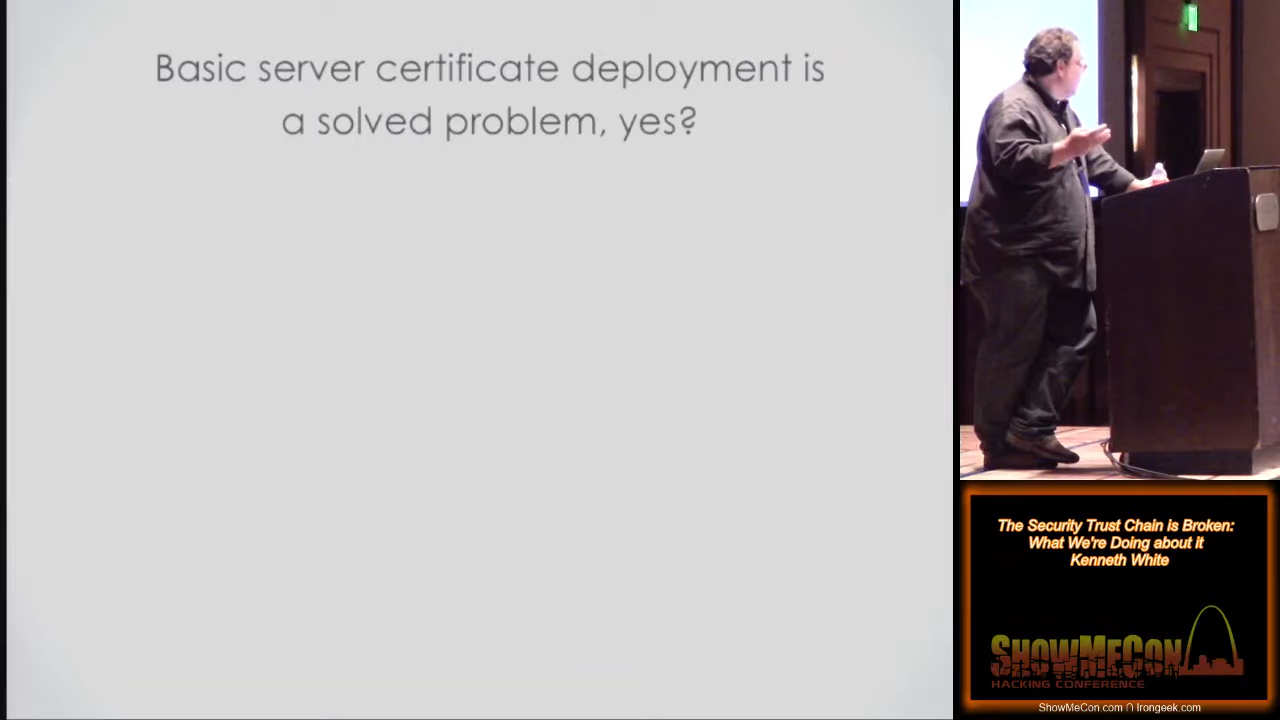 Basic server certificate deployment is
a solved problem, yes?
The Security Trust Chain is Broken:
What We're Doing about it
Kenneth White
SHOWMECON
HACKING CONFERENCE
ShowMeCon.com ∩ Irongeek.com